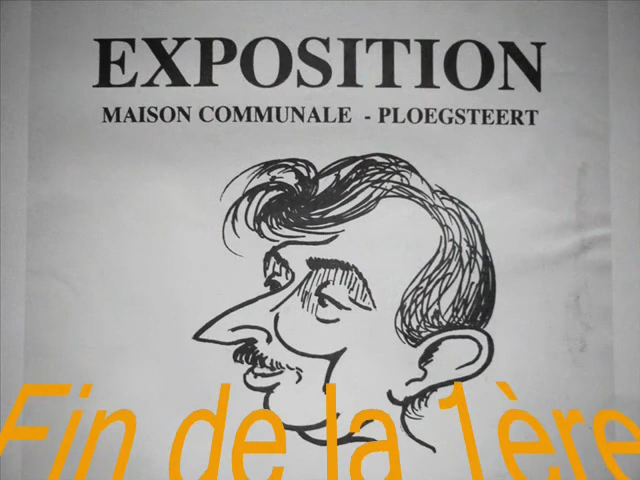 EXPOSITION
MAISON COMMUNALE - PLOEGSTEERT
Fin de la 1ère